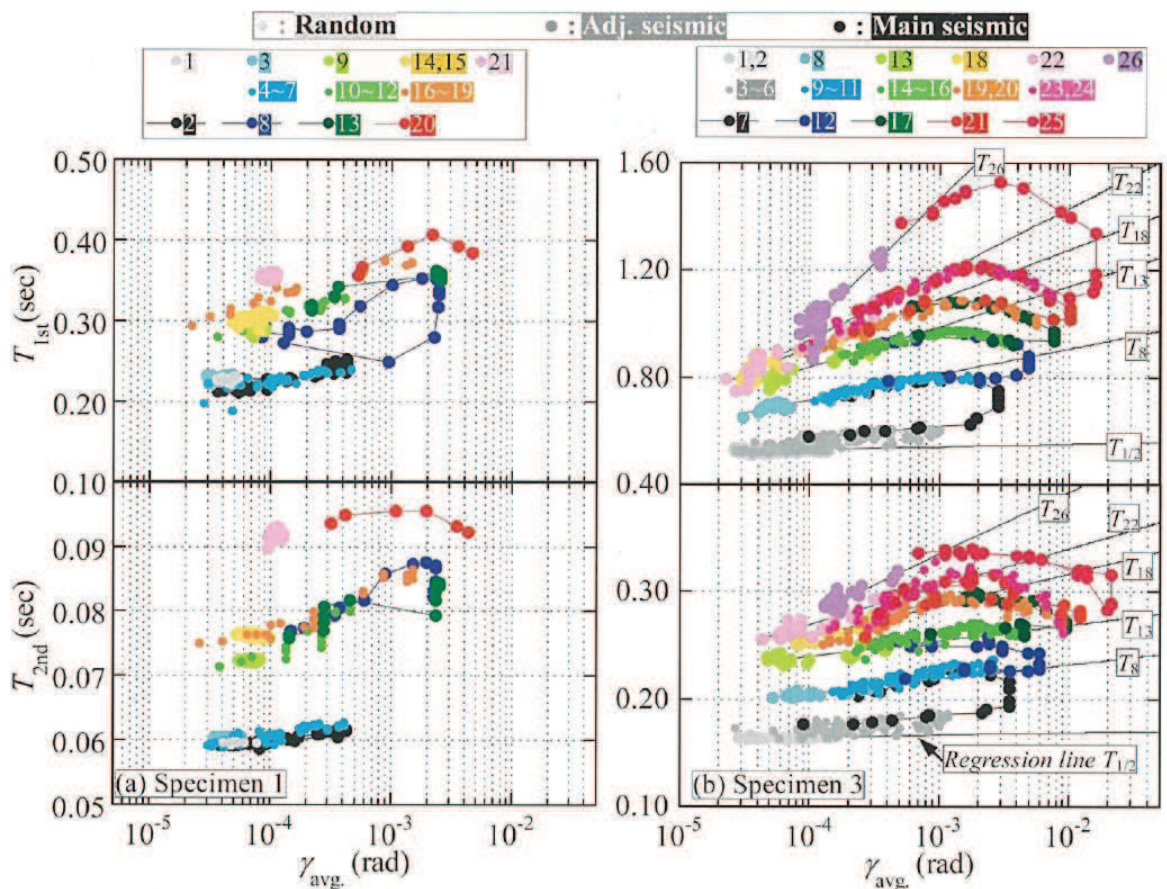 : Random : Adj. seismic : Main seismic
1 3 9 14,15 21
4~7 10~12 16~19
2 8 13 20
1,2 8 13 18 22 26
3~6 9~11 14~16 19,20 23,24
7 12 17 21 25
0.50
0.40
0.30
0.20
0.10
T1st (sec)
1.60
1.20
0.80
0.40
T26
T22
T18
T13
T8
T1/2
0.09
0.08
0.07
0.06
0.05
T2nd (sec)
(a) Specimen 1
0.30
0.20
0.10
T26
T22
T18
T13
T8
Regression line T1/2
(b) Specimen 3
10-5 10-4 10-3 10-2
γavg. (rad)
10-5 10-4 10-3 10-2
γavg. (rad)